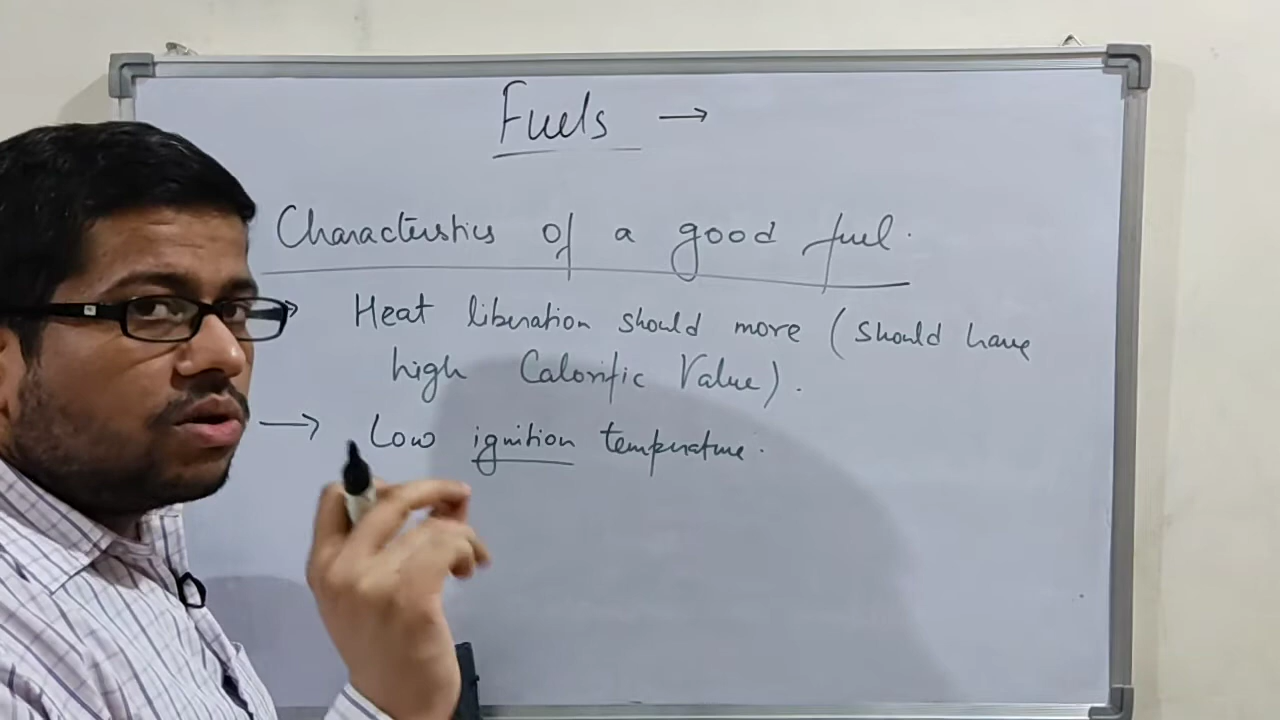 Fuels →
Characteristics of a good fuel.
→ Heat liberation should more (should have
high Calorific Value).
→ Low ignition temperature.